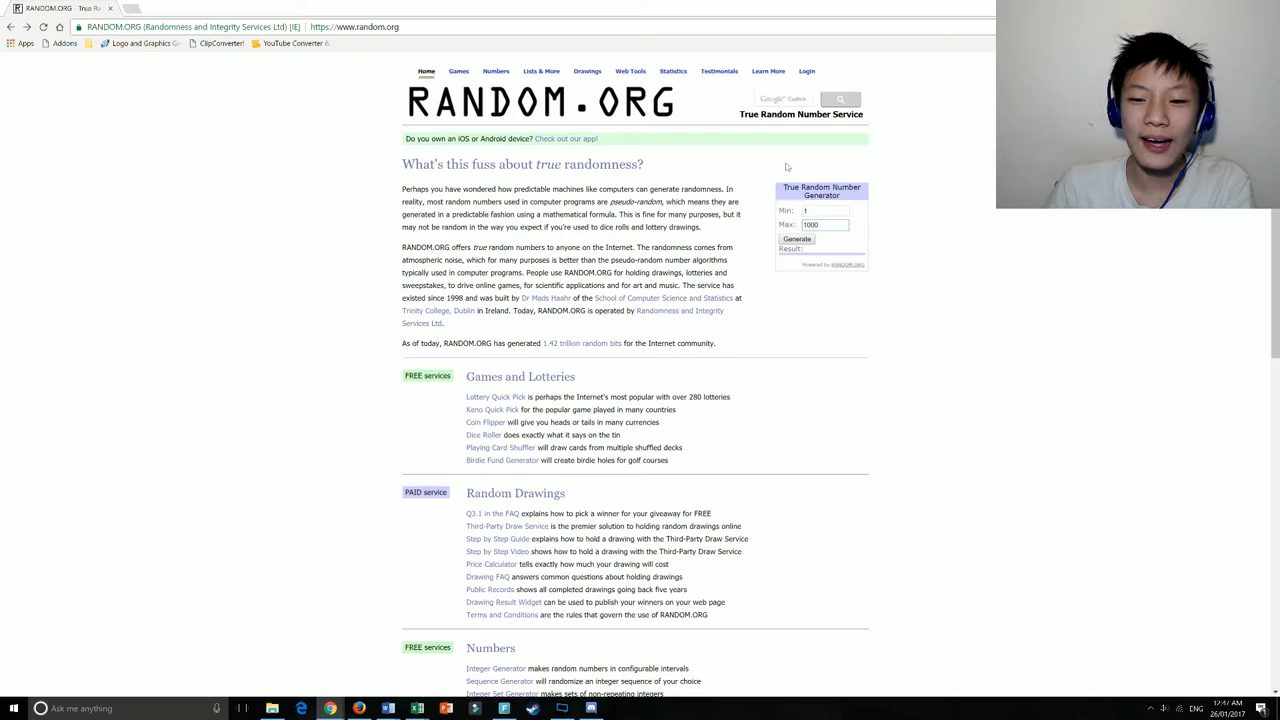 RANDOM.ORG - True Ran
RANDOM.ORG (Randomness and Integrity Services Ltd) [IE] https://www.random.org
Apps Addons Logo and Graphics ClipConverter! YouTube Converter &
Home Games Numbers Lists & More Drawings Web Tools Statistics Testimonials Learn More Login
RANDOM.ORG
Google™ Custom
True Random Number Service
Do you own an iOS or Android device? Check out our app!
What's this fuss about true randomness?
Perhaps you have wondered how predictable machines like computers can generate randomness. In
reality, most random numbers used in computer programs are pseudo-random, which means they are
generated in a predictable fashion using a mathematical formula. This is fine for many purposes, but it
may not be random in the way you expect if you're used to dice rolls and lottery drawings.
RANDOM.ORG offers true random numbers to anyone on the Internet. The randomness comes from
atmospheric noise, which for many purposes is better than the pseudo-random number algorithms
typically used in computer programs. People use RANDOM.ORG for holding drawings, lotteries and
sweepstakes, to drive online games, for scientific applications and for art and music. The service has
existed since 1998 and was built by Dr Mads Haahr of the School of Computer Science and Statistics at
Trinity College, Dublin in Ireland. Today, RANDOM.ORG is operated by Randomness and Integrity
Services Ltd.
As of today, RANDOM.ORG has generated 1.42 trillion random bits for the Internet community.
True Random Number
Generator
Min: 1
Max: 1000
Generate
Result:
Powered by RANDOM.ORG
FREE services Games and Lotteries
Lottery Quick Pick is perhaps the Internet's most popular with over 280 lotteries
Keno Quick Pick for the popular game played in many countries
Coin Flipper will give you heads or tails in many currencies
Dice Roller does exactly what it says on the tin
Playing Card Shuffler will draw cards from multiple shuffled decks
Birdie Fund Generator will create birdie holes for golf courses
PAID service Random Drawings
Q3.1 in the FAQ explains how to pick a winner for your giveaway for FREE
Third-Party Draw Service is the premier solution to holding random drawings online
Step by Step Guide explains how to hold a drawing with the Third-Party Draw Service
Step by Step Video shows how to hold a drawing with the Third-Party Draw Service
Price Calculator tells exactly how much your drawing will cost
Drawing FAQ answers common questions about holding drawings
Public Records shows all completed drawings going back five years
Drawing Result Widget can be used to publish your winners on your web page
Terms and Conditions are the rules that govern the use of RANDOM.ORG
FREE services Numbers
Integer Generator makes random numbers in configurable intervals
Sequence Generator will randomize an integer sequence of your choice
Integer Set Generator makes sets of non-repeating integers
Ask me anything
ENG
12:47 AM
26/01/2017